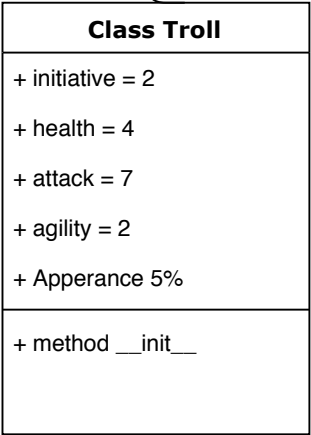 Class Troll
+ initiative = 2
+ health = 4
+ attack = 7
+ agility = 2
+ Apperance 5%
+ method __init__